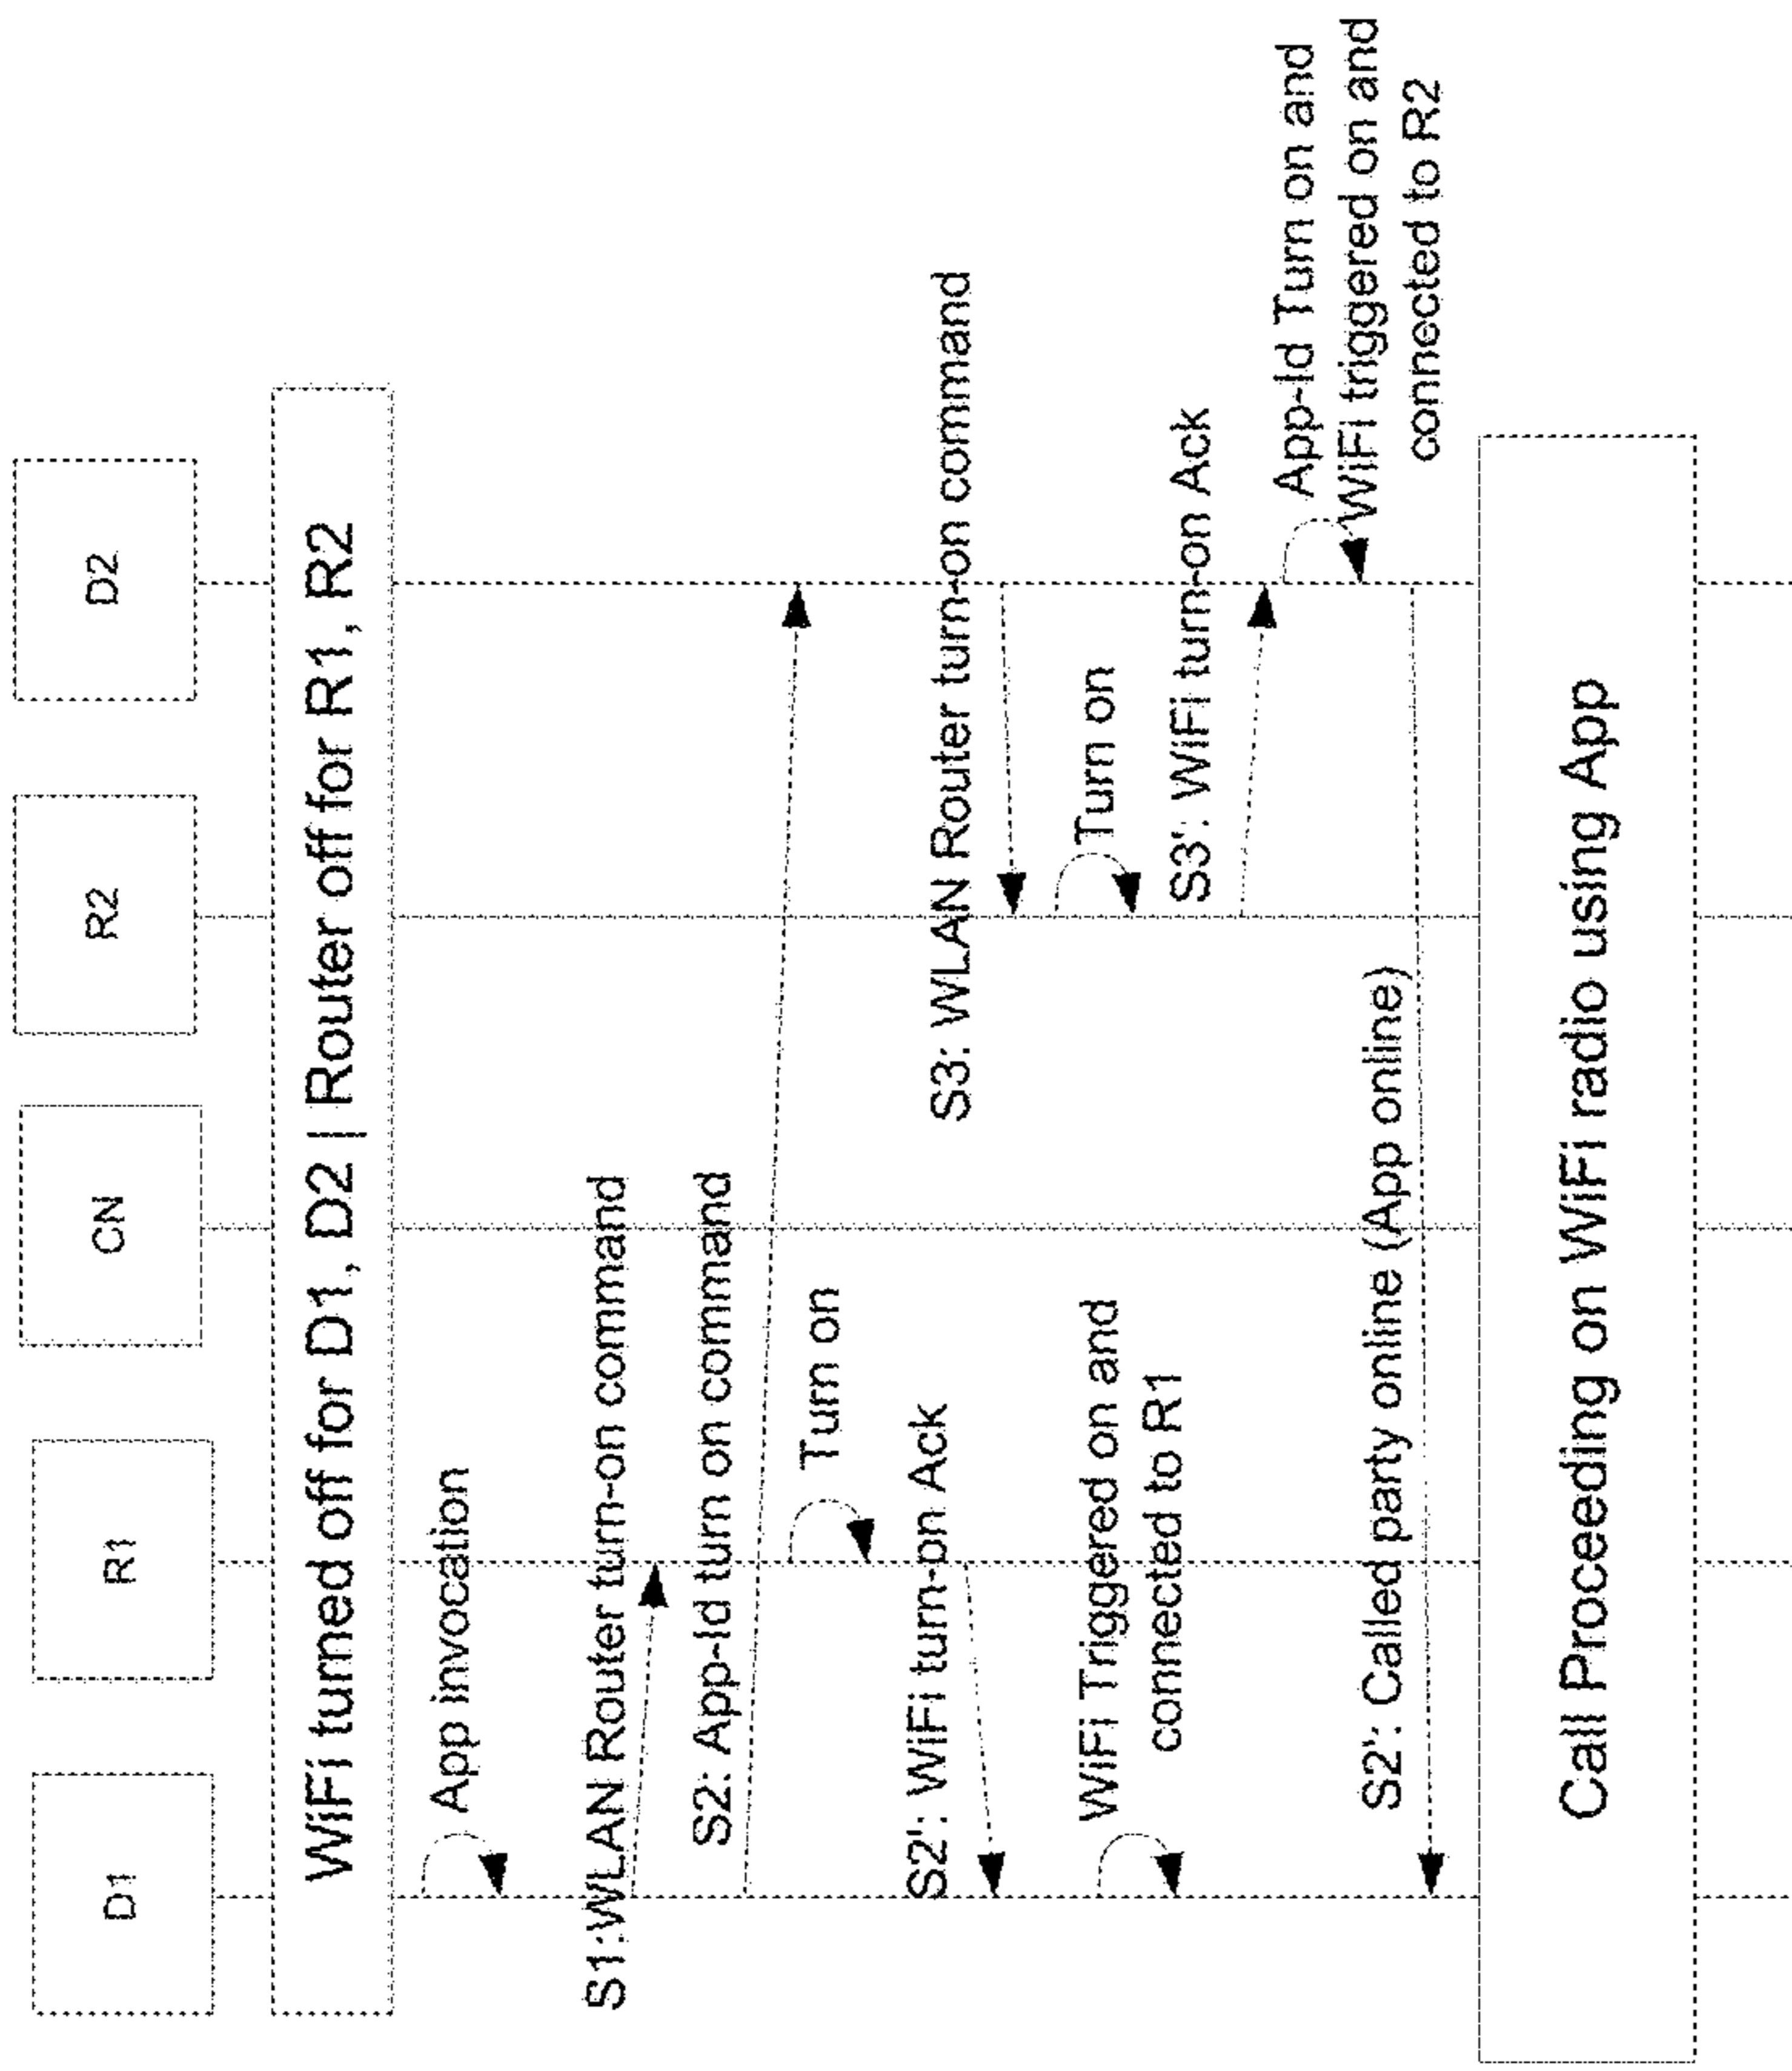 D1
R1
CN
R2
D2
WiFi turned off for D1, D2 | Router off for R1, R2
App invocation
S1:WLAN Router turn-on command
S2: App-Id turn on command
Turn on
S2': WiFi turn-on Ack
S3: WLAN Router turn-on command
WiFi Triggered on and
connected to R1
Turn on
S3': WiFi turn-on Ack
App-Id Turn on and
WiFi triggered on and
connected to R2
S2': Called party online (App online)
Call Proceeding on WiFi radio using App